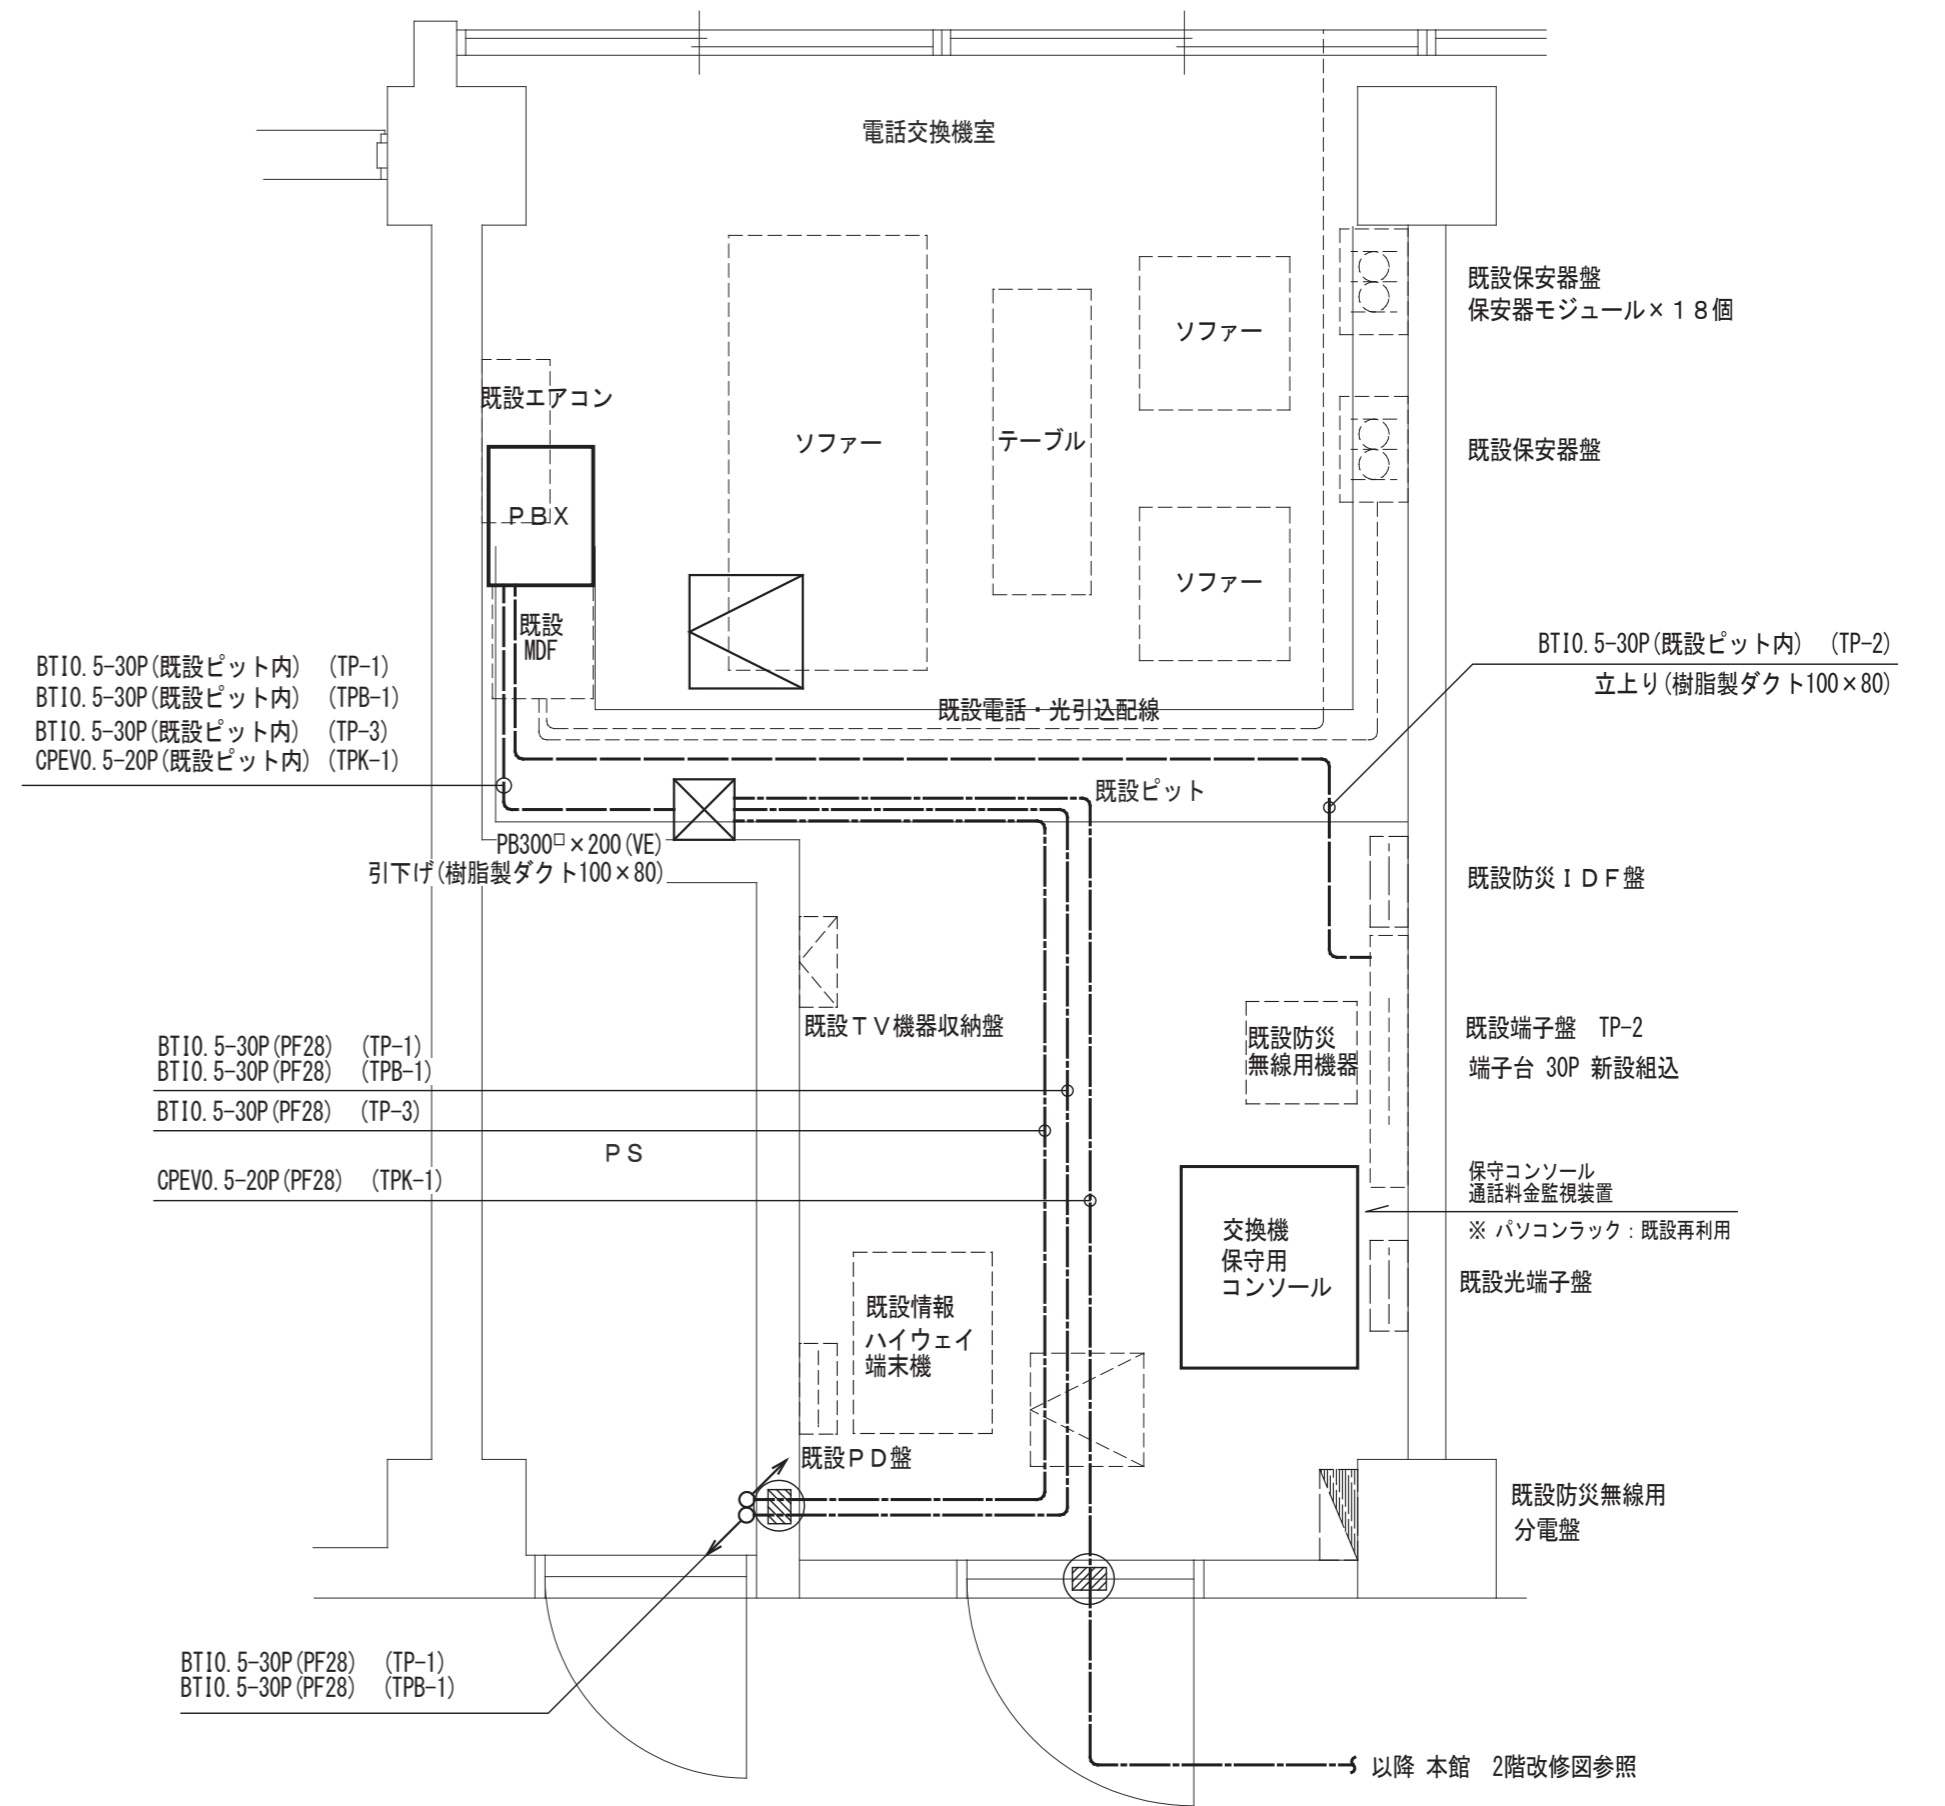 電話交換機室
既設保安器盤
保安器モジュール×１８個
ソファー
既設エアコン
ソファー
テーブル
既設保安器盤
ＰＢＸ
ソファー
既設
MDF
BTI0.5-30P(既設ピット内) (TP-1)
BTI0.5-30P(既設ピット内) (TPB-1)
BTI0.5-30P(既設ピット内) (TP-3)
CPEV0.5-20P(既設ピット内) (TPK-1)
BTI0.5-30P(既設ピット内) (TP-2)
立上り(樹脂製ダクト100×80)
既設電話・光引込配線
既設ピット
PB300□×200(VE)
引下げ(樹脂製ダクト100×80)
既設防災ＩＤＦ盤
既設ＴＶ機器収納盤
既設防災
無線用機器
既設端子盤 TP-2
端子台 30P 新設組込
BTI0.5-30P(PF28) (TP-1)
BTI0.5-30P(PF28) (TPB-1)
BTI0.5-30P(PF28) (TP-3)
ＰＳ
CPEV0.5-20P(PF28) (TPK-1)
保守コンソール
通話料金監視装置
※ パソコンラック：既設再利用
交換機
保守用
コンソール
既設光端子盤
既設情報
ハイウェイ
端末機
既設ＰＤ盤
既設防災無線用
分電盤
BTI0.5-30P(PF28) (TP-1)
BTI0.5-30P(PF28) (TPB-1)
以降 本館 2階改修図参照